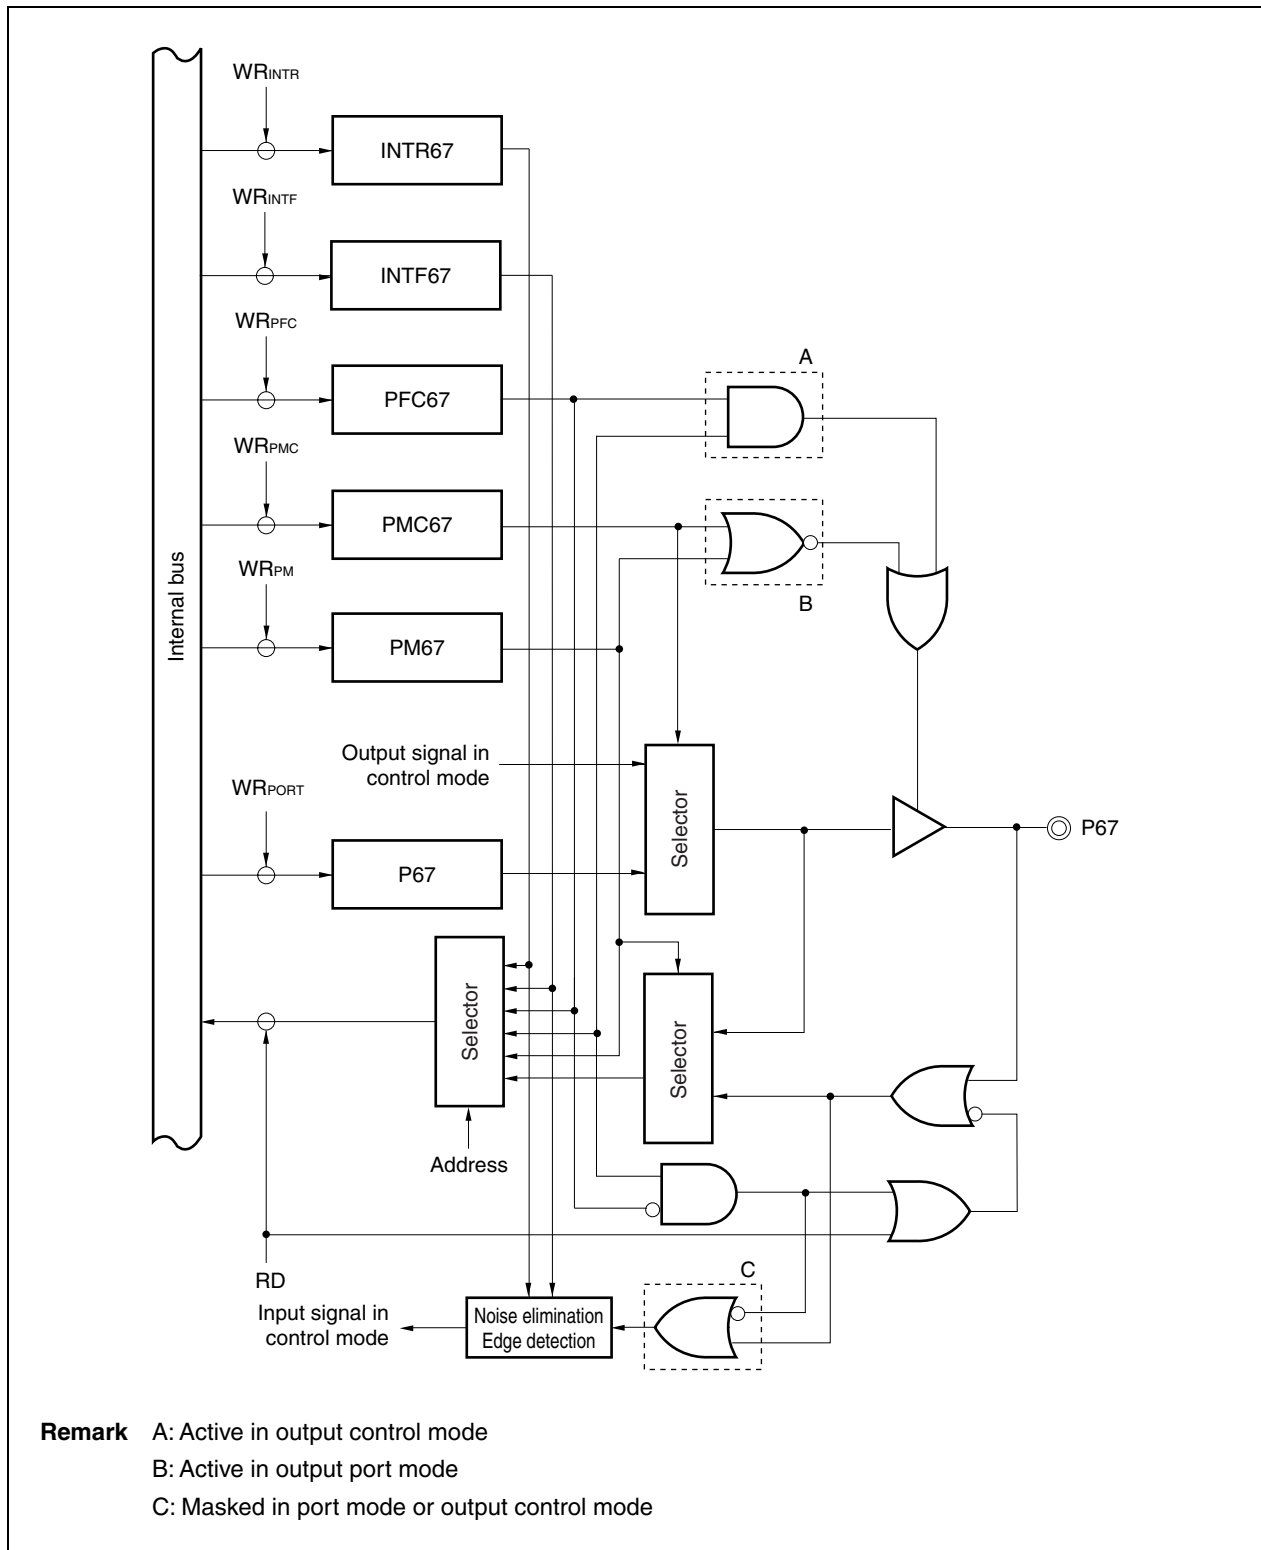 WRINTR
INTR67
WRINTF
INTF67
WRPFC
PFC67
A
WRPMC
PMC67
B
WRPM
PM67
Internal bus
Output signal in
control mode
Selector
WRPORT
P67
P67
Selector
Selector
Address
RD
C
Input signal in
control mode
Noise elimination
Edge detection
Remark A: Active in output control mode
B: Active in output port mode
C: Masked in port mode or output control mode